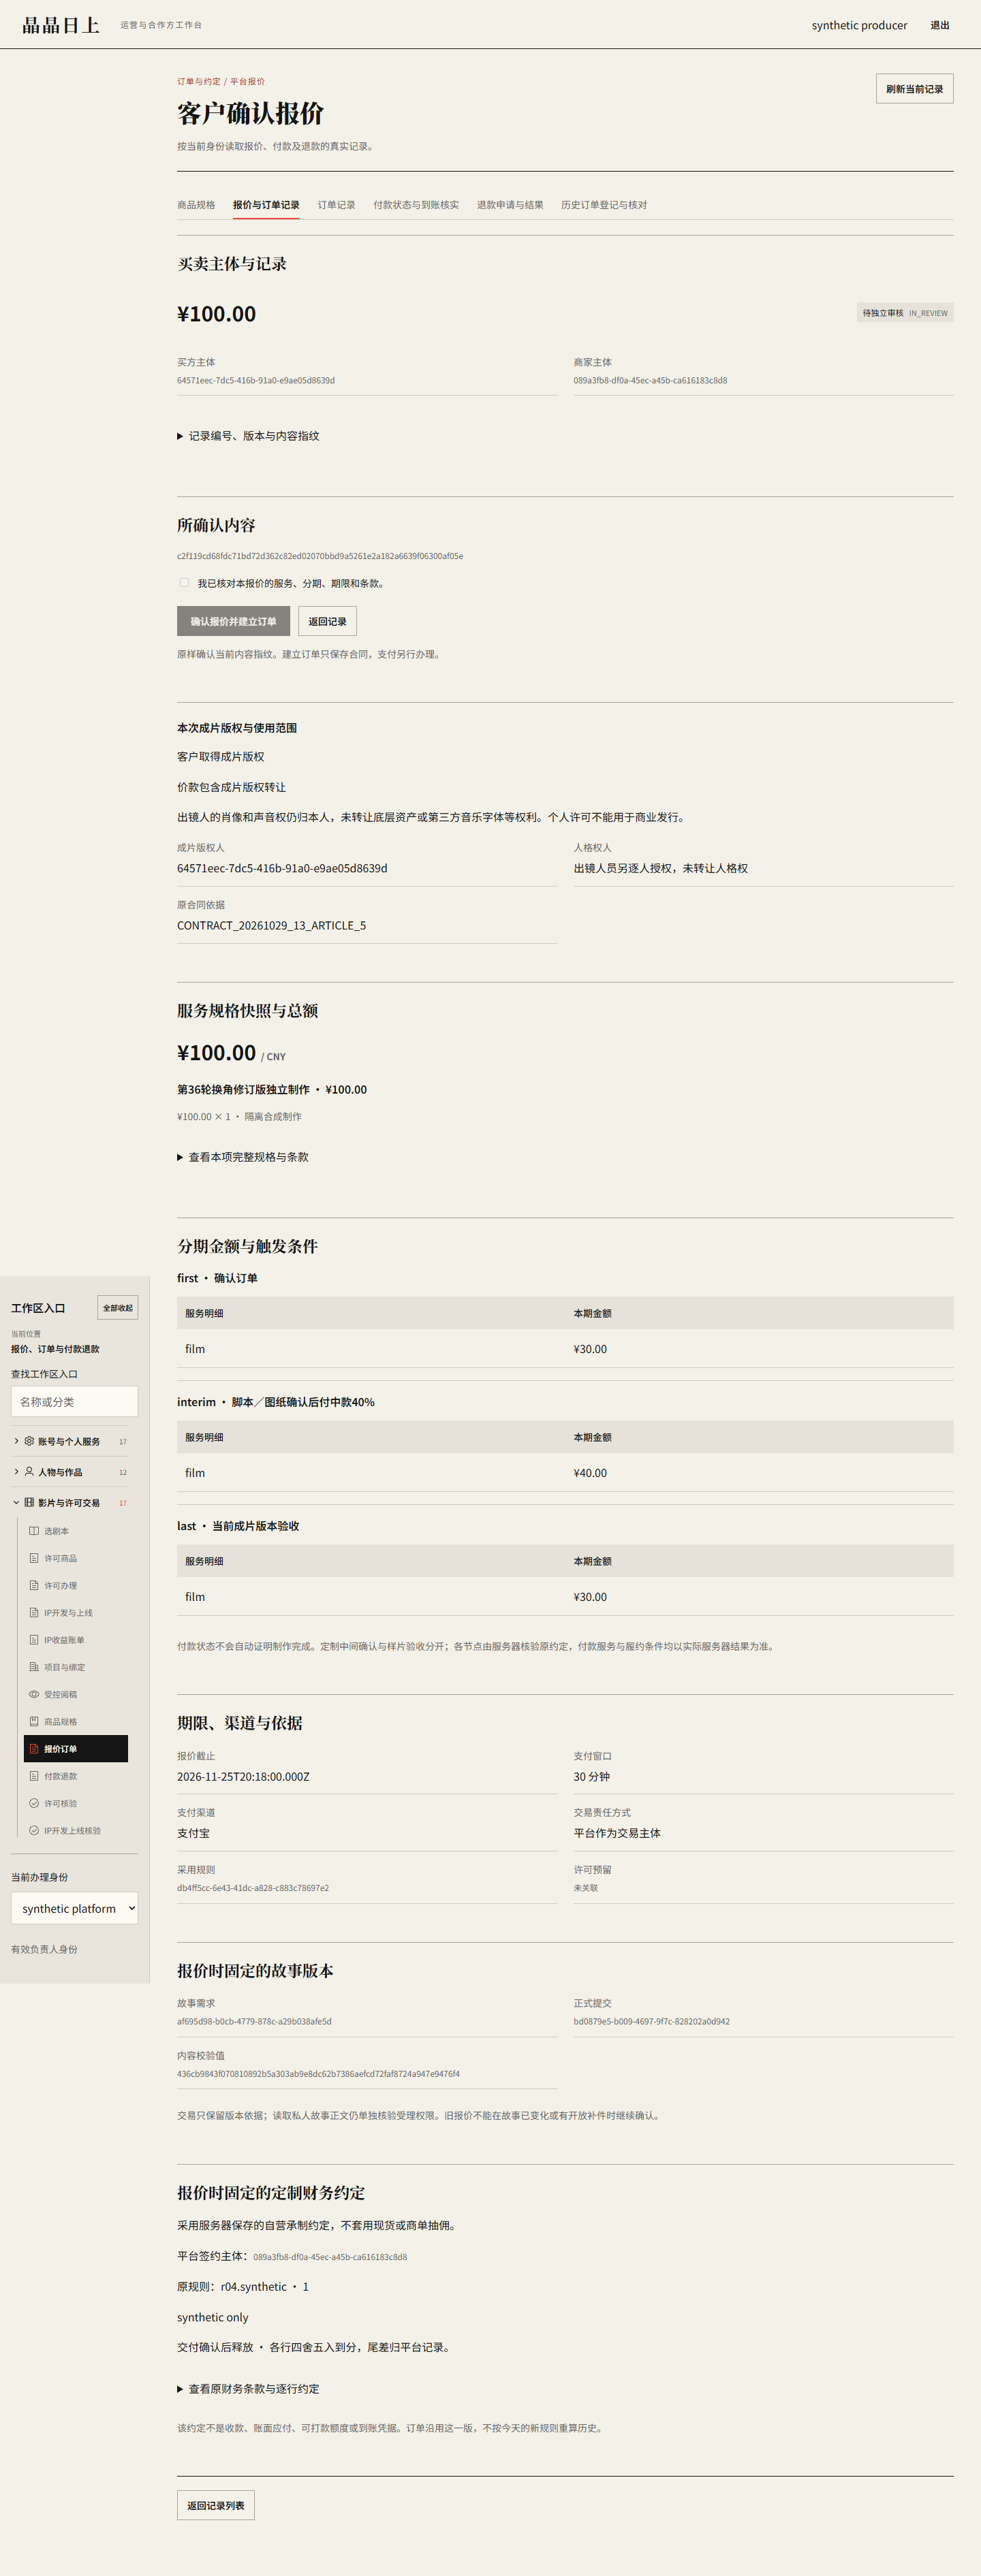 晶晶日上
运营与合作方工作台
synthetic producer
退出
订单与约定 / 平台报价
客户确认报价
按当前身份读取报价、付款及退款的真实记录。
刷新当前记录
商品规格
报价与订单记录
订单记录
付款状态与到账核实
退款申请与结果
历史订单登记与核对
买卖主体与记录
¥100.00
待独立审核 IN_REVIEW
买方主体
64571eec-7dc5-416b-91a0-e9ae05d8639d
商家主体
089a3fb8-df0a-45ec-a45b-ca616183c8d8
记录编号、版本与内容指纹
所确认内容
c2f119cd68fdc71bd72d362c82ed02070bbd9a5261e2a182a6639f06300af05e
我已核对本报价的服务、分期、期限和条款。
确认报价并建立订单
返回记录
原样确认当前内容指纹。建立订单只保存合同，支付另行办理。
本次成片版权与使用范围
客户取得成片版权
价款包含成片版权转让
出镜人的肖像和声音权仍归本人，未转让底层资产或第三方音乐字体等权利。个人许可不能用于商业发行。
成片版权人
64571eec-7dc5-416b-91a0-e9ae05d8639d
人格权人
出镜人员另逐人授权，未转让人格权
原合同依据
CONTRACT_20261029_13_ARTICLE_5
服务规格快照与总额
¥100.00 / CNY
第36轮换角修订版独立制作 · ¥100.00
¥100.00 × 1 · 隔离合成制作
查看本项完整规格与条款
分期金额与触发条件
first · 确认订单
服务明细
本期金额
film
¥30.00
interim · 脚本／图纸确认后付中款40%
服务明细
本期金额
film
¥40.00
last · 当前成片版本验收
服务明细
本期金额
film
¥30.00
付款状态不会自动证明制作完成。定制中间确认与样片验收分开；各节点由服务器核验原约定，付款服务与履约条件均以实际服务器结果为准。
期限、渠道与依据
报价截止
2026-11-25T20:18:00.000Z
支付窗口
30 分钟
支付渠道
支付宝
交易责任方式
平台作为交易主体
采用规则
db4ff5cc-6e43-41dc-a828-c883c78697e2
许可预留
未关联
报价时固定的故事版本
故事需求
af695d98-b0cb-4779-878c-a29b038afe5d
正式提交
bd0879e5-b009-4697-9f7c-828202a0d942
内容校验值
436cb9843f070810892b5a303ab9e8dc62b7386aefcd72faf8724a947e9476f4
交易只保留版本依据；读取私人故事正文仍单独核验受理权限。旧报价不能在故事已变化或有开放补件时继续确认。
报价时固定的定制财务约定
采用服务器保存的自营承制约定，不套用现货或商单抽佣。
平台签约主体：089a3fb8-df0a-45ec-a45b-ca616183c8d8
原规则：r04.synthetic · 1
synthetic only
交付确认后释放 · 各行四舍五入到分，尾差归平台记录。
查看原财务条款与逐行约定
该约定不是收款、账面应付、可打款额度或到账凭据。订单沿用这一版，不按今天的新规则重算历史。
返回记录列表
工作区入口
全部收起
当前位置
报价、订单与付款退款
查找工作区入口
名称或分类
账号与个人服务 17
人物与作品 12
影片与许可交易 17
选剧本
许可商品
许可办理
IP开发与上线
IP收益账单
项目与绑定
受控阅稿
商品规格
报价订单
付款退款
许可核验
IP开发上线核验
当前办理身份
synthetic platform
有效负责人身份